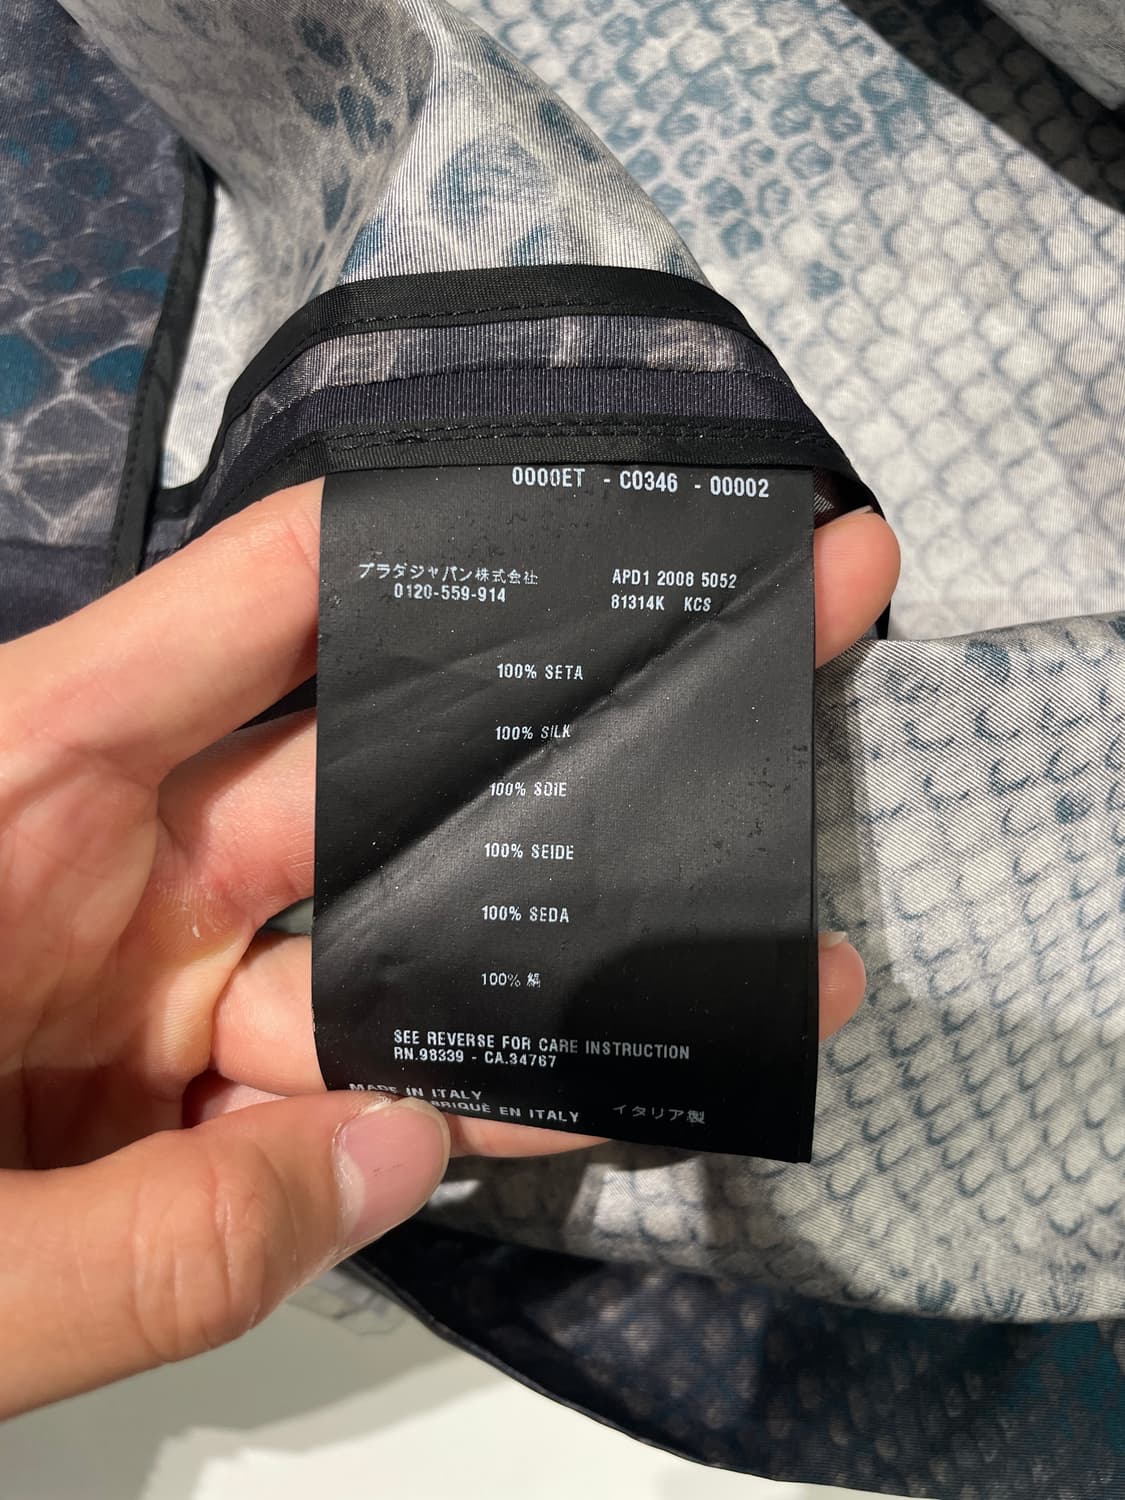 0000ET - C0346 - 00002
プラダジャパン株式会社
0120-559-914
APD1 2008 5052
81314K KCS
100% SETA
100% SILK
100% SOIE
100% SEIDE
100% SEDA
100% 絹
SEE REVERSE FOR CARE INSTRUCTION
RN.98339 - CA.34767
MADE IN ITALY
EN ITALY
イタリア製